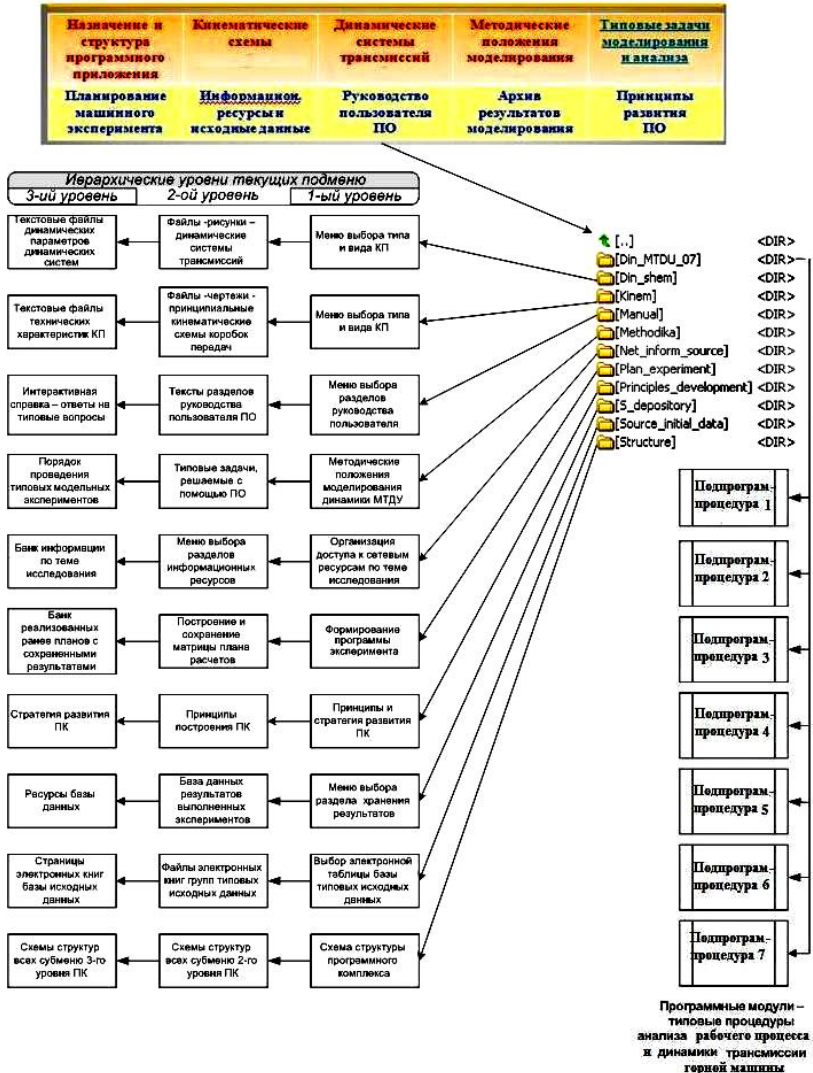 Назначение и
структура
программного
приложения
Кинематические
схемы
Динамические
системы
трансмиссий
Методические
положения
моделирования
Типовые задачи
моделирования
и анализа
Планирование
машинного
эксперимента
Информацион.
ресурсы и
исходные данные
Руководство
пользователя
ПО
Архив
результатов
моделирования
Принципы
развития
ПО
Иерархические уровни текущих подменю
3-ий уровень
2-ой уровень
1-ый уровень
Текстовые файлы
динамических
параметров
динамических
систем
Файлы -рисунки –
динамические
системы
трансмиссий
Меню выбора типа
и вида КП
Текстовые файлы
технических
характеристик КП
Файлы -чертежи -
принципиальные
кинематические
схемы коробок
передач
Меню выбора типа
и вида КП
Интерактивная
справка – ответы на
типовые вопросы
Тексты разделов
руководства
пользователя ПО
Меню выбора
разделов
руководства
пользователя
Порядок
проведения
типовых модельных
экспериментов
Типовые задачи,
решаемые с
помощью ПО
Методические
положения
моделирования
динамики МТДУ
Банк информации
по теме
исследования
Меню выбора
разделов
информационных
ресурсов
Организация
доступа к сетевым
ресурсам по теме
исследования
Банк
реализованных
ранее планов с
сохраненными
результатами
Построение и
сохранение
матрицы плана
расчетов
Формирование
программы
эксперимента
Стратегия развития
ПК
Принципы
построения ПК
Принципы и
стратегия развития
ПК
Ресурсы базы
данных
База данных
результатов
выполненных
экспериментов
Меню выбора
раздела хранения
результатов
Страницы
электронных книг
базы исходных
данных
Файлы электронных
книг групп типовых
исходных данных
Выбор электронной
таблицы базы
типовых исходных
данных
Схемы структур
всех субменю 3-го
уровня ПК
Схемы структур
всех субменю 2-го
уровня ПК
Схема структуры
программного
комплекса
[..] <DIR>
[Din_MTDU_07] <DIR>
[Din_shem] <DIR>
[Kinem] <DIR>
[Manual] <DIR>
[Methodika] <DIR>
[Net_inform_source] <DIR>
[Plan_experiment] <DIR>
[Principles_development] <DIR>
[S_depository] <DIR>
[Source_initial_data] <DIR>
[Structure] <DIR>
Подпрограм.-
процедура 1
Подпрограм.-
процедура 2
Подпрограм.-
процедура 3
Подпрограм.-
процедура 4
Подпрограм.-
процедура 5
Подпрограм.-
процедура 6
Подпрограм.-
процедура 7
Программные модули –
типовые процедуры
анализа рабочего процесса
и динамики трансмиссии
горной машины